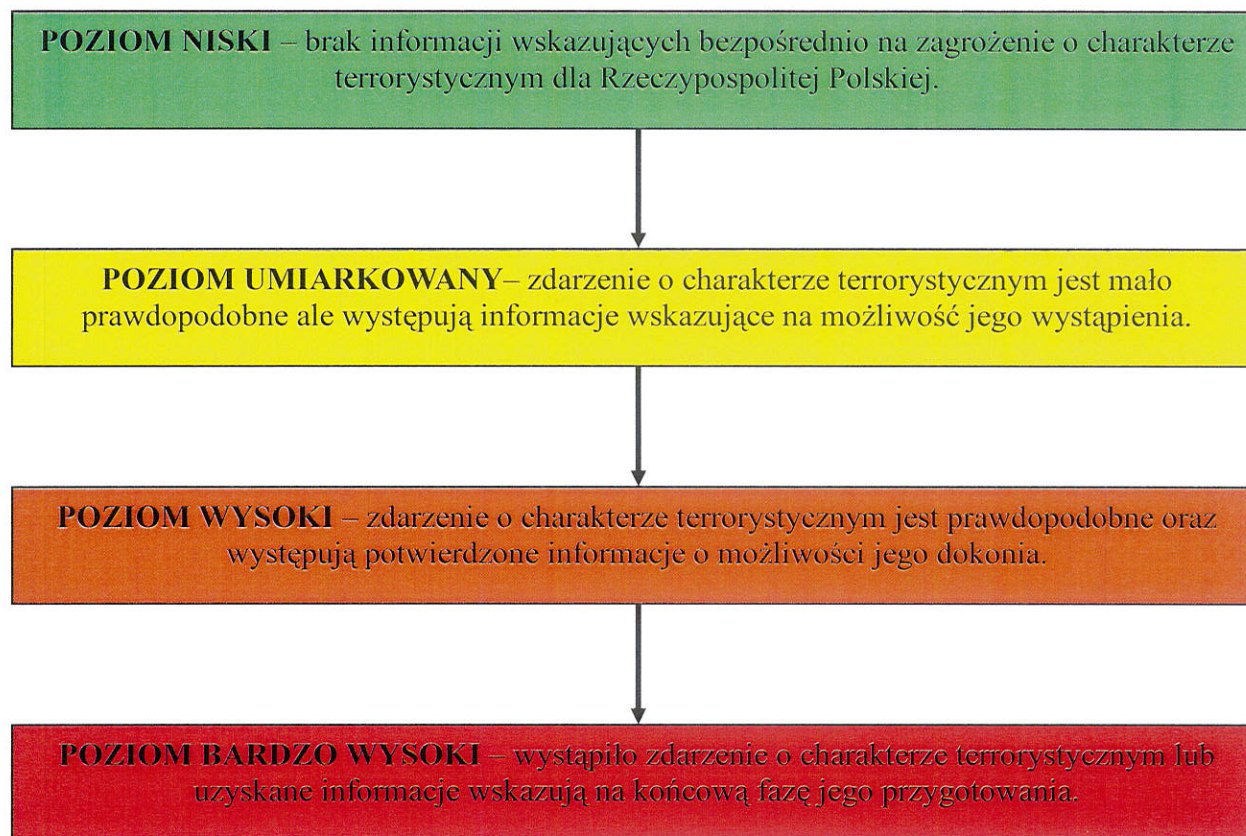 POZIOM NISKI – brak informacji wskazujących bezpośrednio na zagrożenie o charakterze
terrorystycznym dla Rzeczypospolitej Polskiej.
POZIOM UMIARKOWANY– zdarzenie o charakterze terrorystycznym jest mało
prawdopodobne ale występują informacje wskazujące na możliwość jego wystąpienia.
POZIOM WYSOKI – zdarzenie o charakterze terrorystycznym jest prawdopodobne oraz
występują potwierdzone informacje o możliwości jego dokonia.
POZIOM BARDZO WYSOKI – wystąpiło zdarzenie o charakterze terrorystycznym lub
uzyskane informacje wskazują na końcową fazę jego przygotowania.